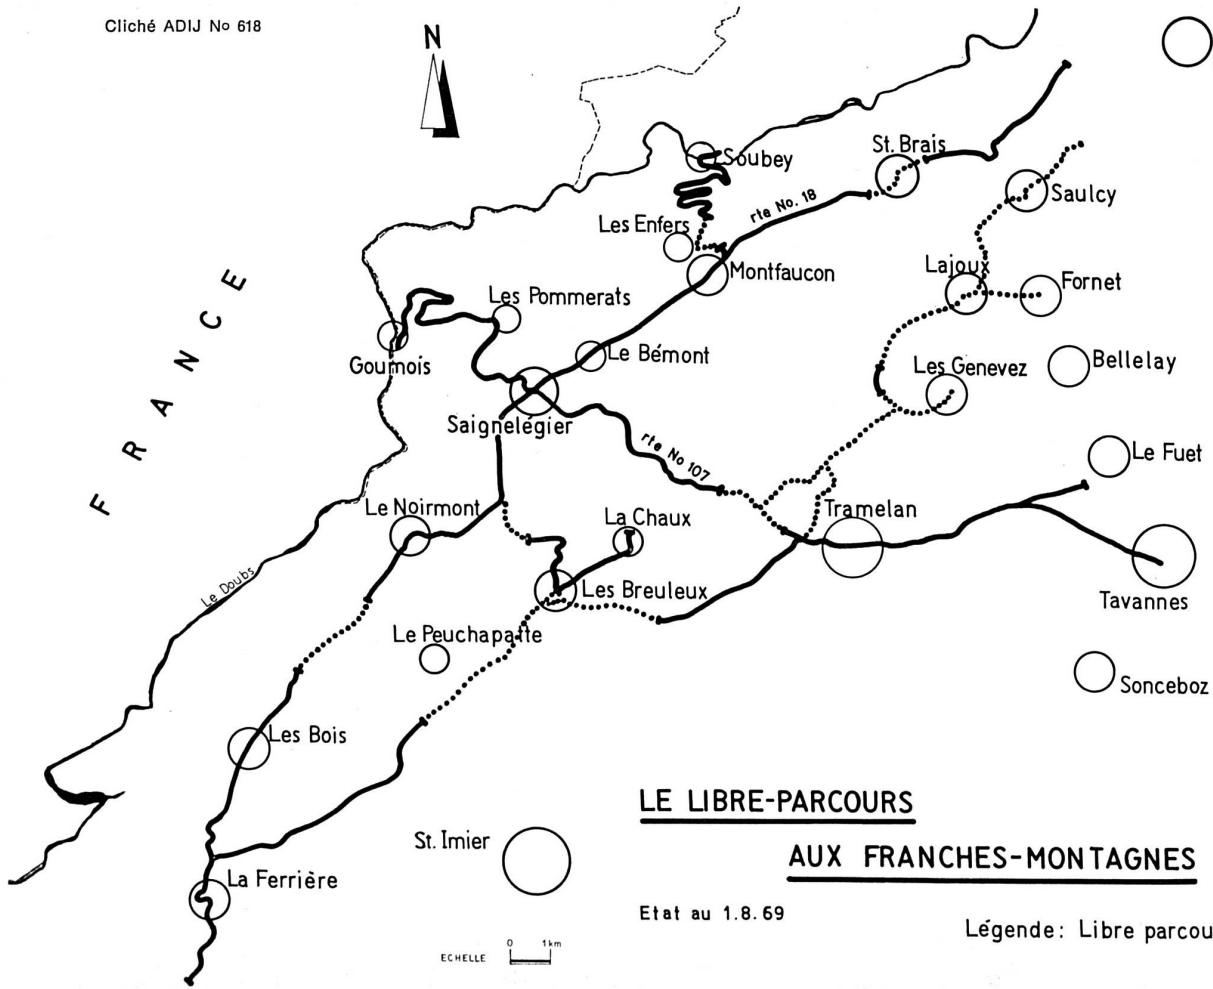 Cliché ADIJ No 618
N
St. Brais
Soubey
rte No. 18
Saulcy
Les Enfers
Montfaucon
Lajoux
Fornet
FRANCE
Les Pommerats
Goumois
Le Bémont
Les Genevez
Bellelay
Saignelégier
rte No 107
Le Fuet
Le Noirmont
La Chaux
Tramelan
Le Doubs
Les Breuleux
Tavannes
Le Peuchapatte
Sonceboz
Les Bois
LE LIBRE-PARCOURS
AUX FRANCHES-MONTAGNES
St. Imier
La Ferrière
Etat au 1.8.69
Légende: Libre parcou
ECHELLE 0 1km